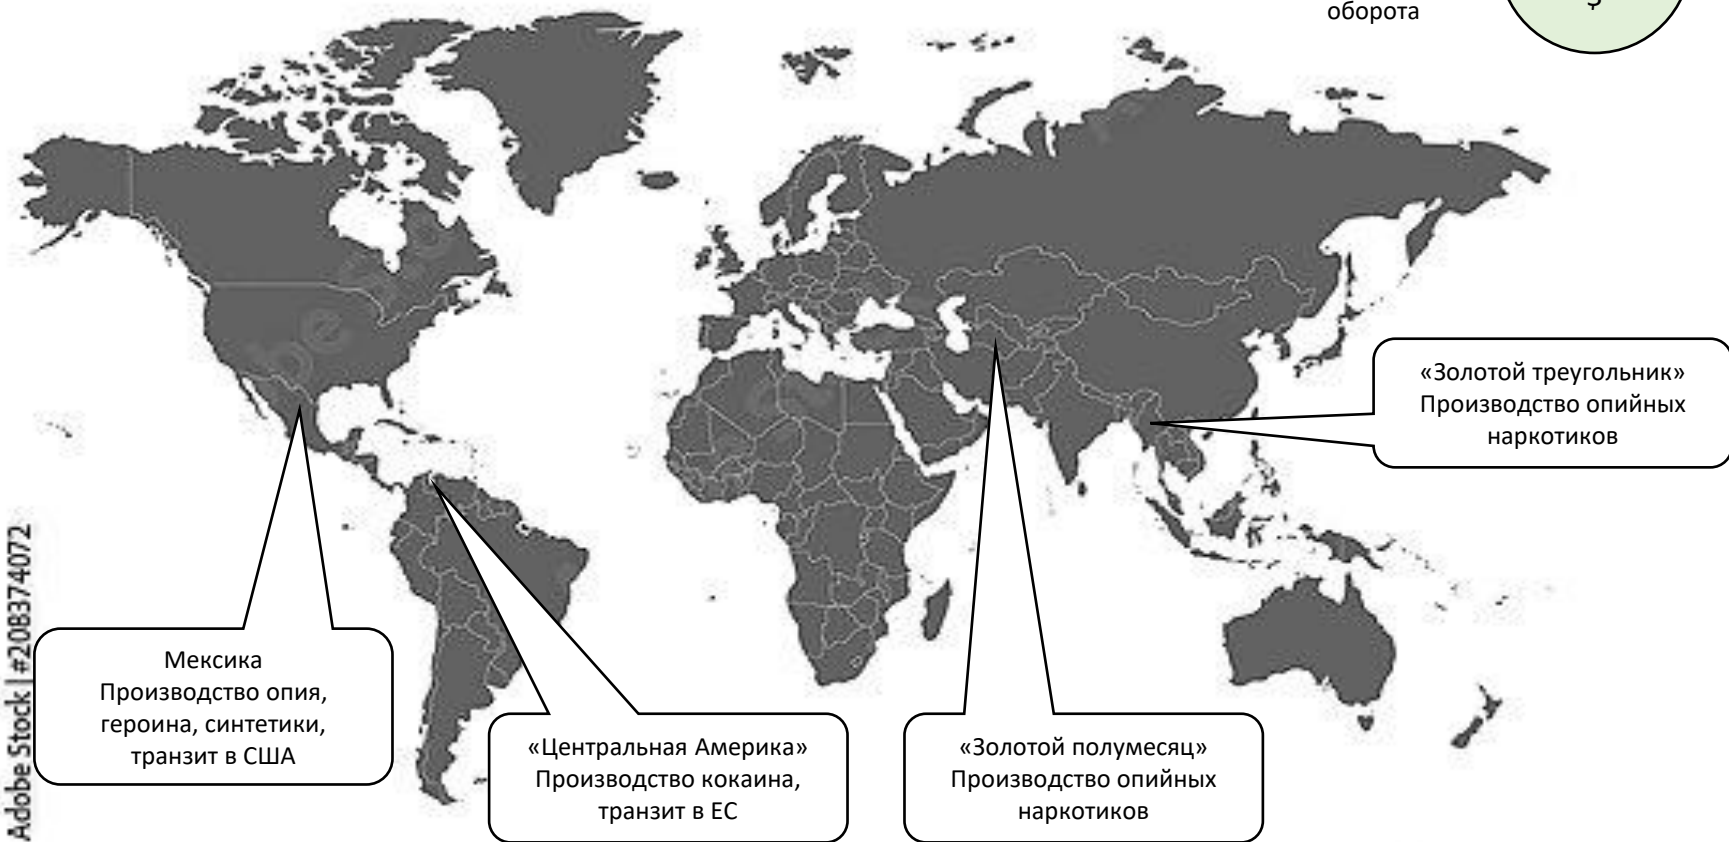 оборота
$
«Золотой треугольник»
Производство опийных
наркотиков
Мексика
Производство опия,
героина, синтетики,
транзит в США
«Центральная Америка»
Производство кокаина,
транзит в ЕС
«Золотой полумесяц»
Производство опийных
наркотиков
Adobe Stock | #208374072